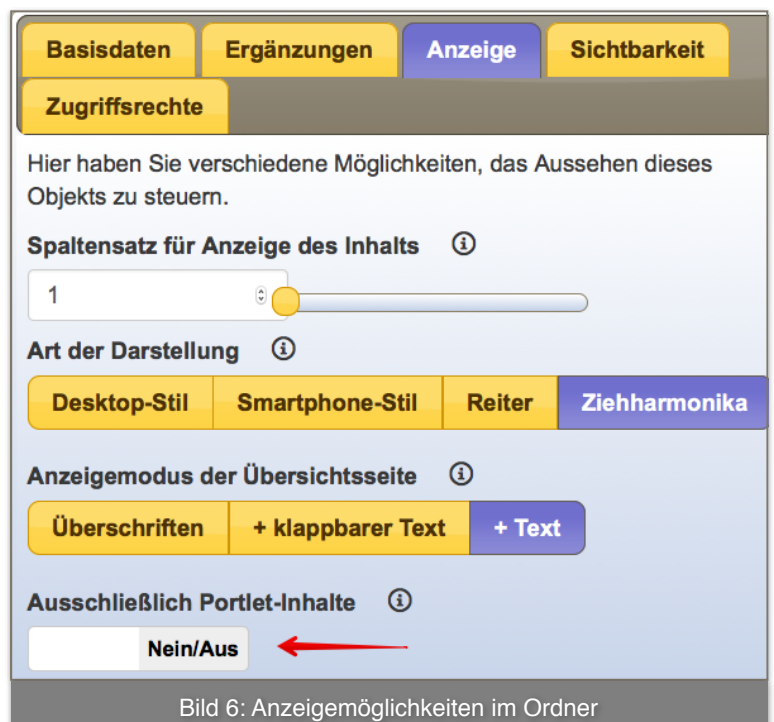 Basisdaten Ergänzungen Anzeige Sichtbarkeit
Zugriffsrechte
Hier haben Sie verschiedene Möglichkeiten, das Aussehen dieses
Objekts zu steuern.
Spaltensatz für Anzeige des Inhalts
1
Art der Darstellung
Desktop-Stil Smartphone-Stil Reiter Ziehharmonika
Anzeigemodus der Übersichtsseite
Überschriften + klappbarer Text + Text
Ausschließlich Portlet-Inhalte
Nein/Aus
Bild 6: Anzeigemöglichkeiten im Ordner